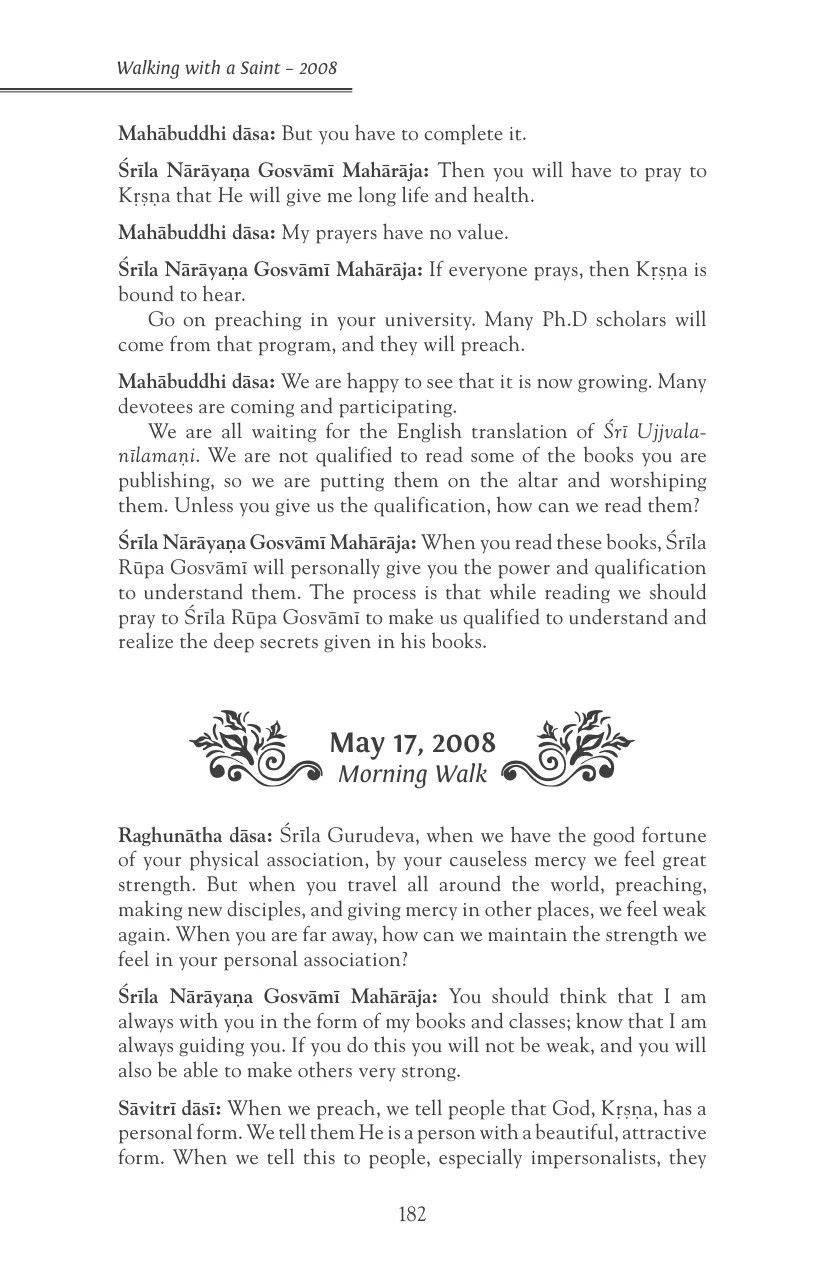 Walking with a Saint – 2008
Mahābuddhi dāsa: But you have to complete it.
Śrīla Nārāyaṇa Gosvāmī Mahārāja: Then you will have to pray to
Kṛṣṇa that He will give me long life and health.
Mahābuddhi dāsa: My prayers have no value.
Śrīla Nārāyaṇa Gosvāmī Mahārāja: If everyone prays, then Kṛṣṇa is
bound to hear.
Go on preaching in your university. Many Ph.D scholars will
come from that program, and they will preach.
Mahābuddhi dāsa: We are happy to see that it is now growing. Many
devotees are coming and participating.
We are all waiting for the English translation of Śrī Ujjvala-
nīlamaṇi. We are not qualified to read some of the books you are
publishing, so we are putting them on the altar and worshiping
them. Unless you give us the qualification, how can we read them?
Śrīla Nārāyaṇa Gosvāmī Mahārāja: When you read these books, Śrīla
Rūpa Gosvāmī will personally give you the power and qualification
to understand them. The process is that while reading we should
pray to Śrīla Rūpa Gosvāmī to make us qualified to understand and
realize the deep secrets given in his books.
May 17, 2008
Morning Walk
Raghunātha dāsa: Śrīla Gurudeva, when we have the good fortune
of your physical association, by your causeless mercy we feel great
strength. But when you travel all around the world, preaching,
making new disciples, and giving mercy in other places, we feel weak
again. When you are far away, how can we maintain the strength we
feel in your personal association?
Śrīla Nārāyaṇa Gosvāmī Mahārāja: You should think that I am
always with you in the form of my books and classes; know that I am
always guiding you. If you do this you will not be weak, and you will
also be able to make others very strong.
Sāvitrī dāsī: When we preach, we tell people that God, Kṛṣṇa, has a
personal form. We tell them He is a person with a beautiful, attractive
form. When we tell this to people, especially impersonalists, they
182